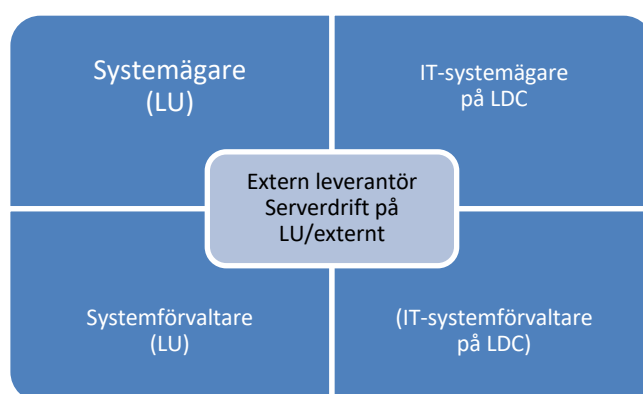 Systemägare
(LU)
IT-systemägare
på LDC
Extern leverantör
Serverdrift på
LU/externt
Systemförvaltare
(LU)
(IT-systemförvaltare
på LDC)